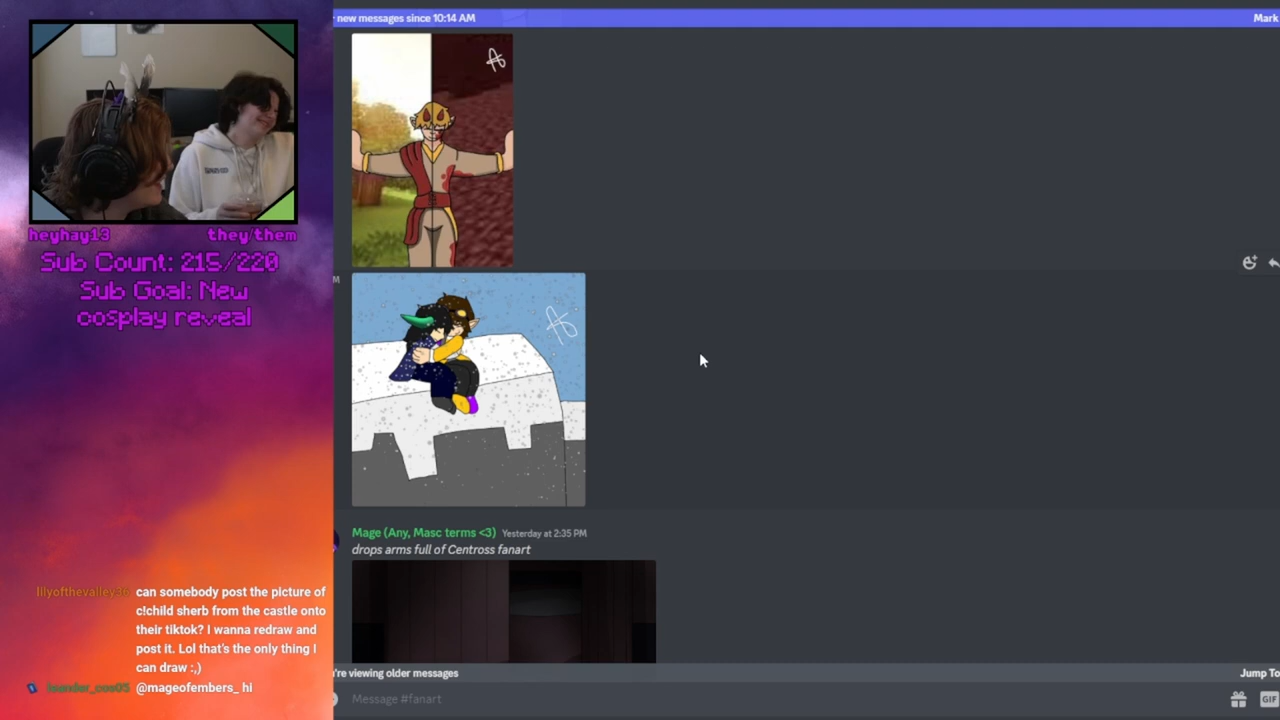 new messages since 10:14 AM
Mark
heyhay13 they/them
Sub Count: 215/220
Sub Goal: New
cosplay reveal
Mage (Any, Masc terms <3) Yesterday at 2:35 PM
drops arms full of Centross fanart
lilyofthevalley36 can somebody post the picture of
c!child sherb from the castle onto
their tiktok? I wanna redraw and
post it. Lol that's the only thing I
can draw :,)
@mageofembers_ hi
're viewing older messages
Jump To
Message #fanart
GIF